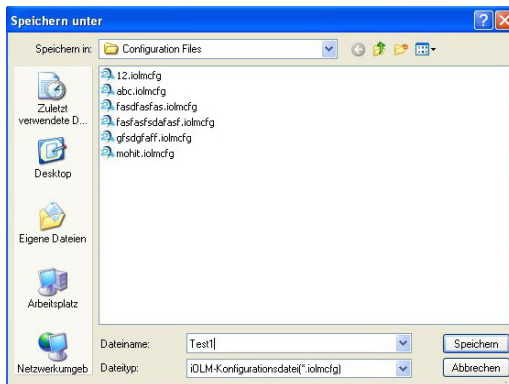 Speichern unter
Speichern in:
Configuration Files
Zuletzt
verwendete D...
Desktop
Eigene Dateien
Arbeitsplatz
Netzwerkumgeb
12.iolmcfg
abc.iolmcfg
fasdfasfas.iolmcfg
fasfasfsdafasf.iolmcfg
gfsdgfaff.iolmcfg
mohit.iolmcfg
Dateiname:
Test1
Speichern
Dateityp:
iOLM-Konfigurationsdatei(*.iolmcfg)
Abbrechen